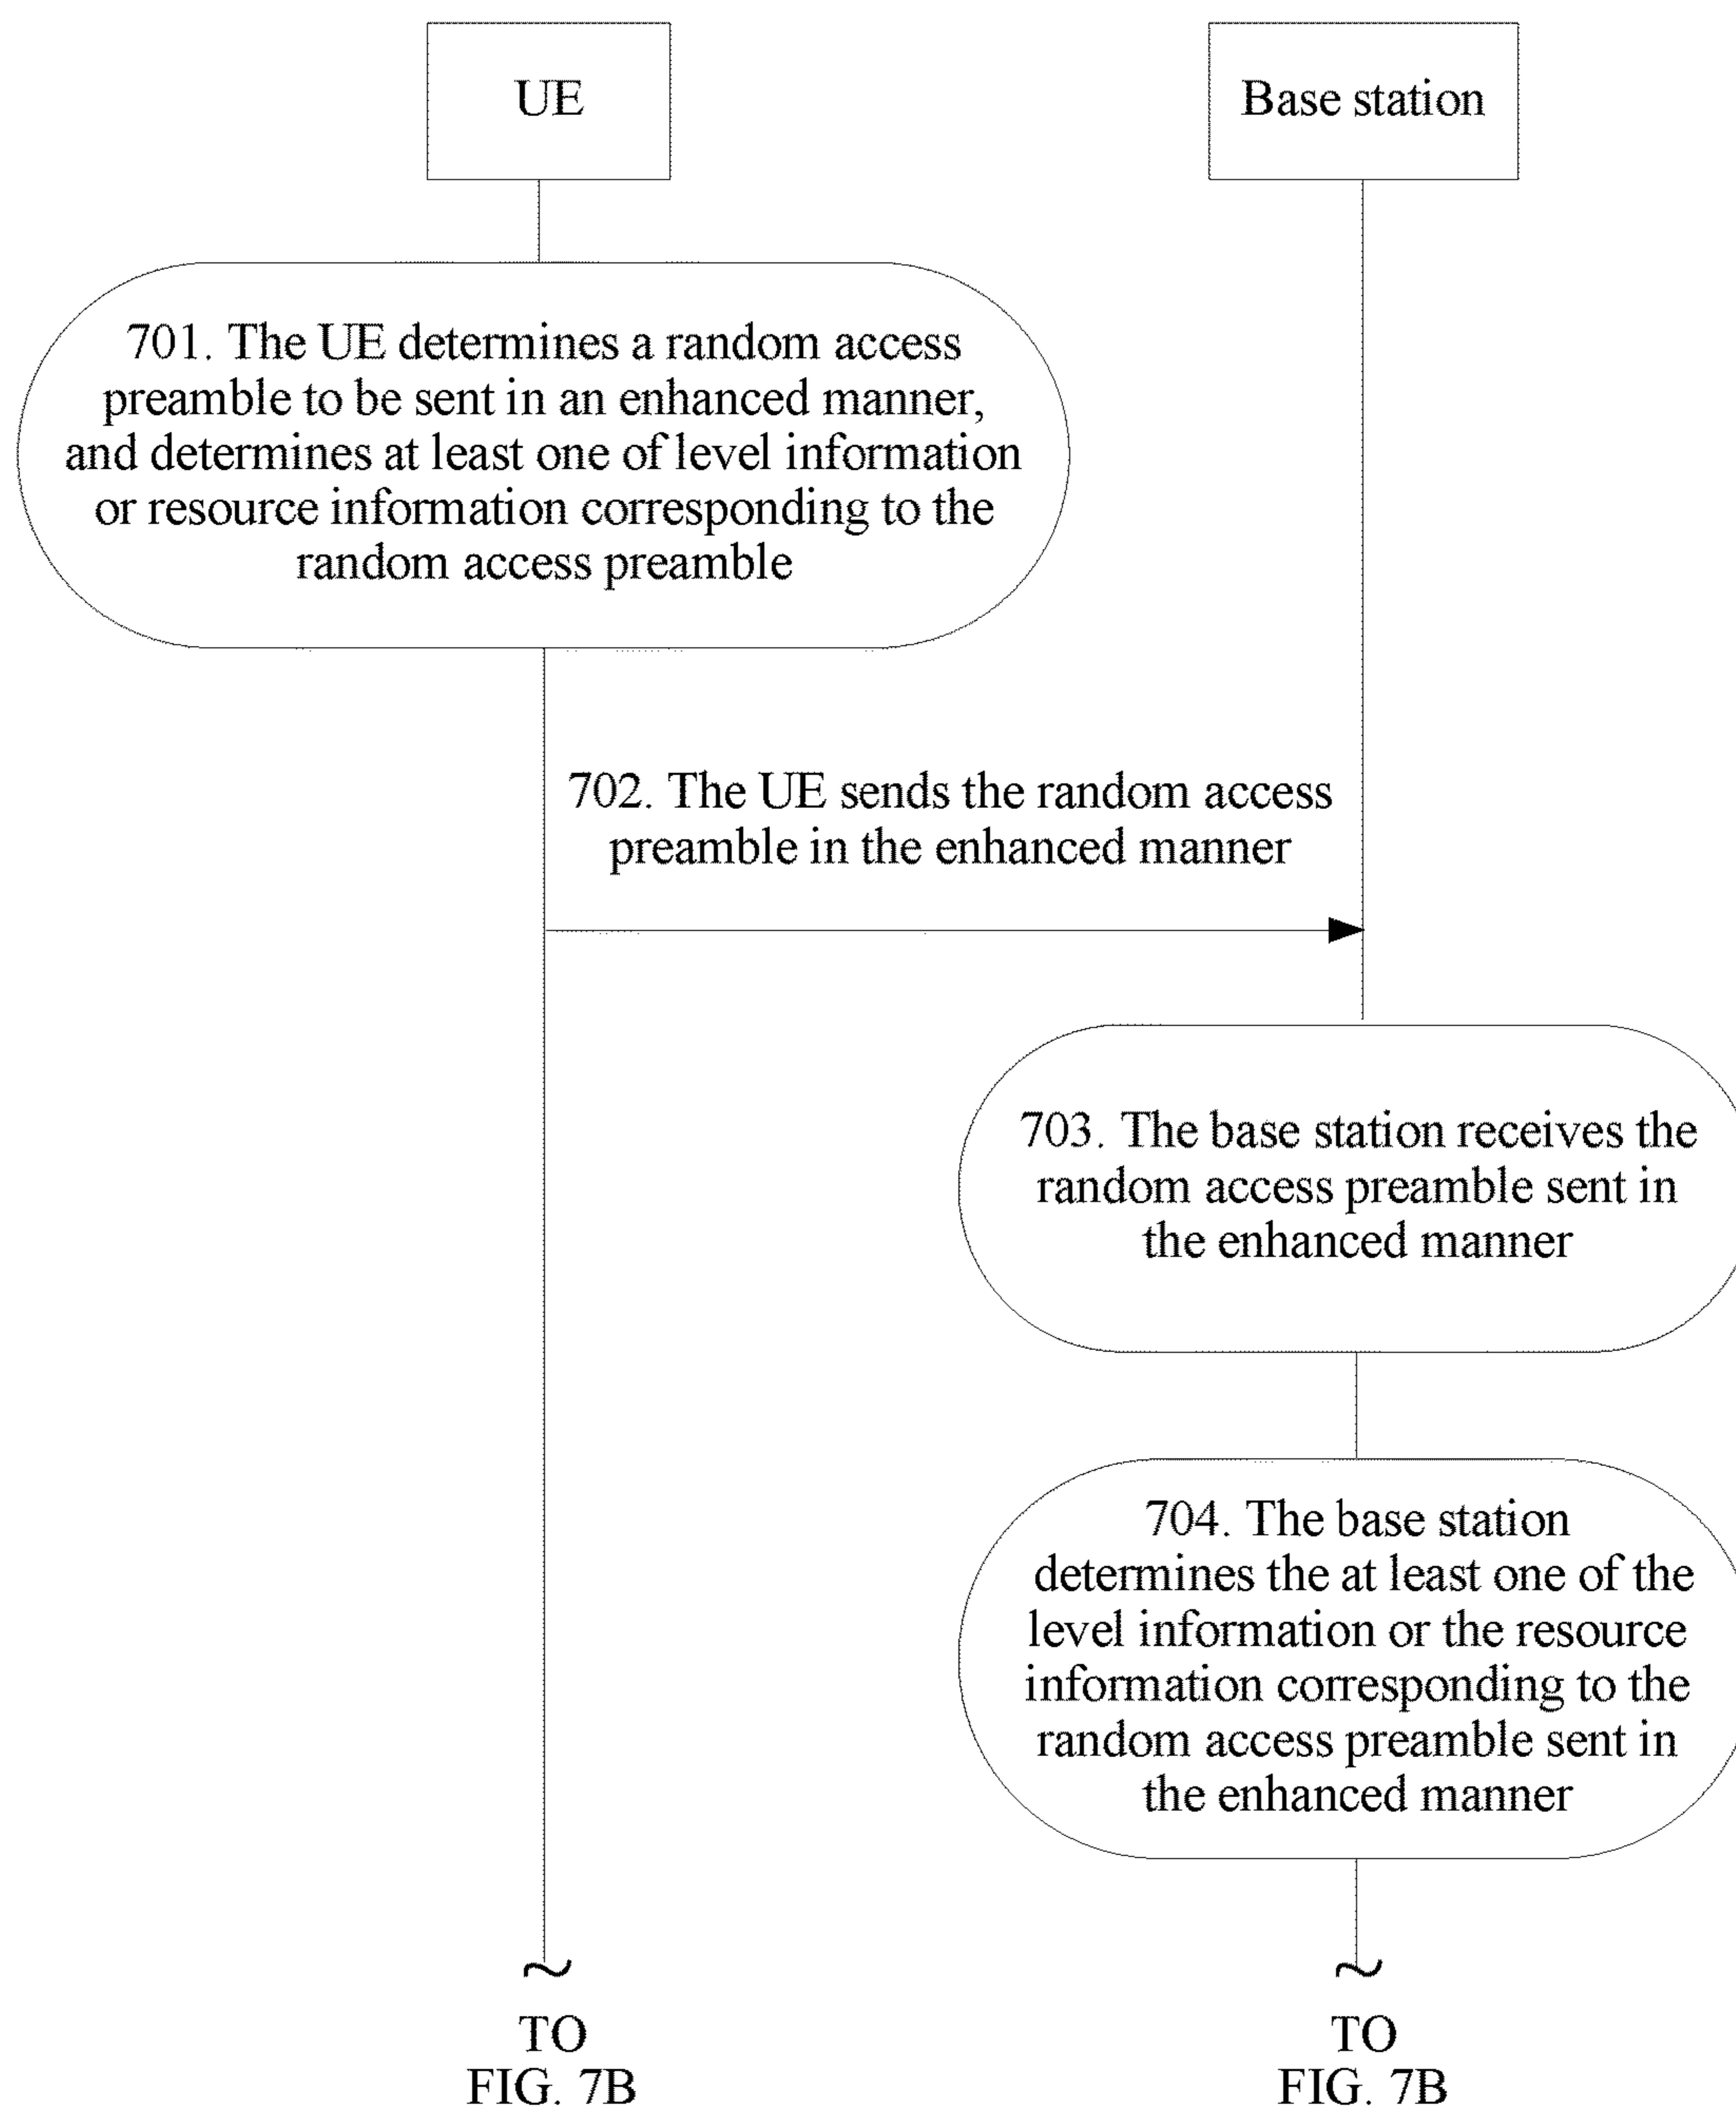 UE
Base station
701. The UE determines a random access
preamble to be sent in an enhanced manner,
and determines at least one of level information
or resource information corresponding to the
random access preamble
702. The UE sends the random access
preamble in the enhanced manner
703. The base station receives the
random access preamble sent in
the enhanced manner
704. The base station
determines the at least one of the
level information or the resource
information corresponding to the
random access preamble sent in
the enhanced manner
~
TO
FIG. 7B
~
TO
FIG. 7B